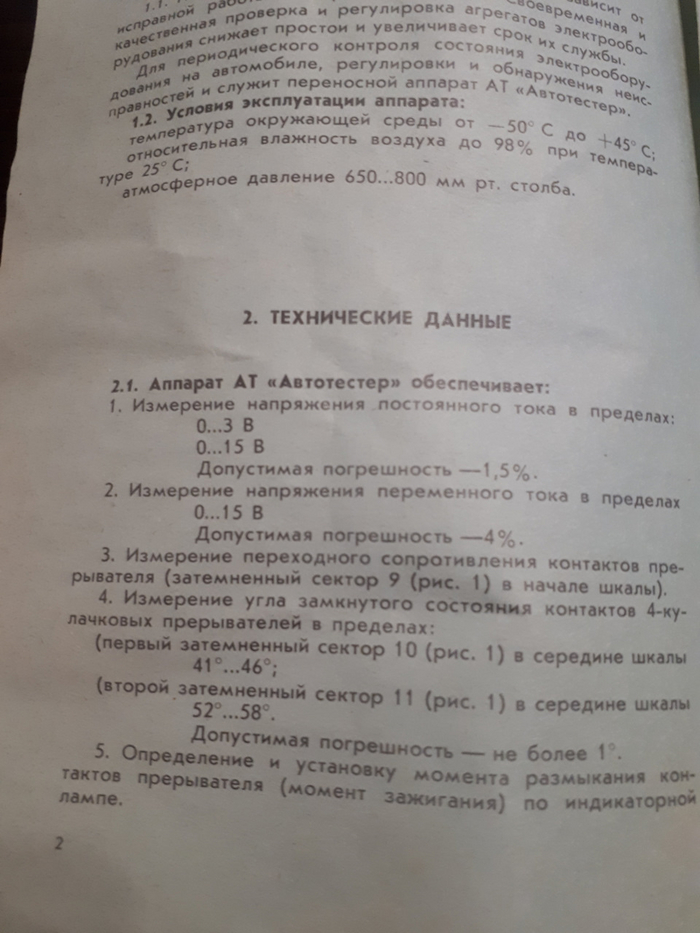 1.1.
зависит от
исправной своевременная и
качественная проверка и регулировка агрегатов электрообо-
рудования снижает простои и увеличивает срок их службы.
Для периодического контроля состояния электрообору-
дования на автомобиле, регулировки и обнаружения неис-
правностей и служит переносной аппарат АТ «Автотестер».
1.2. Условия эксплуатации аппарата:
температура окружающей среды от —50° С до +45° С;
относительная влажность воздуха до 98% при темпера-
туре 25° С;
атмосферное давление 650...800 мм рт. столба.
2. ТЕХНИЧЕСКИЕ ДАННЫЕ
2.1. Аппарат АТ «Автотестер» обеспечивает:
1. Измерение напряжения постоянного тока в пределах:
0...3 В
0...15 В
Допустимая погрешность —1,5%.
2. Измерение напряжения переменного тока в пределах
0...15 В
Допустимая погрешность —4%.
3. Измерение переходного сопротивления контактов пре-
рывателя (затемненный сектор 9 (рис. 1) в начале шкалы).
4. Измерение угла замкнутого состояния контактов 4-ку-
лачковых прерывателей в пределах:
(первый затемненный сектор 10 (рис. 1) в середине шкалы
41°...46°;
(второй затемненный сектор 11 (рис. 1) в середине шкалы
52°...58°.
Допустимая погрешность — не более 1°.
5. Определение и установку момента размыкания кон-
тактов прерывателя (момент зажигания) по индикаторной
лампе.
2